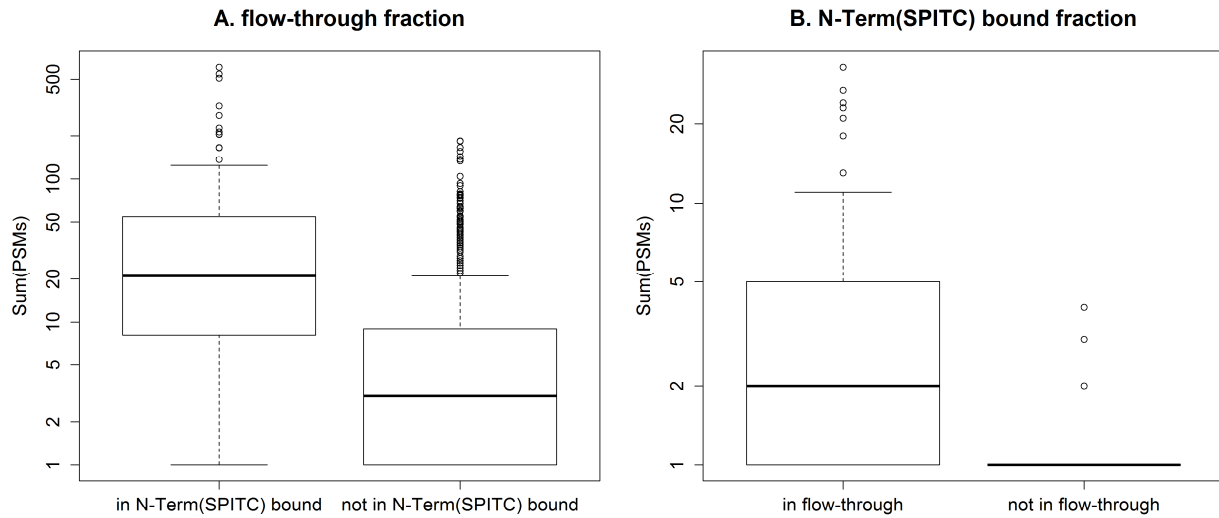 A. flow-through fraction
Sum(PSMs)
500
100
50
20
10
5
2
1
in N-Term(SPITC) bound
not in N-Term(SPITC) bound
B. N-Term(SPITC) bound fraction
Sum(PSMs)
20
10
5
2
1
in flow-through
not in flow-through